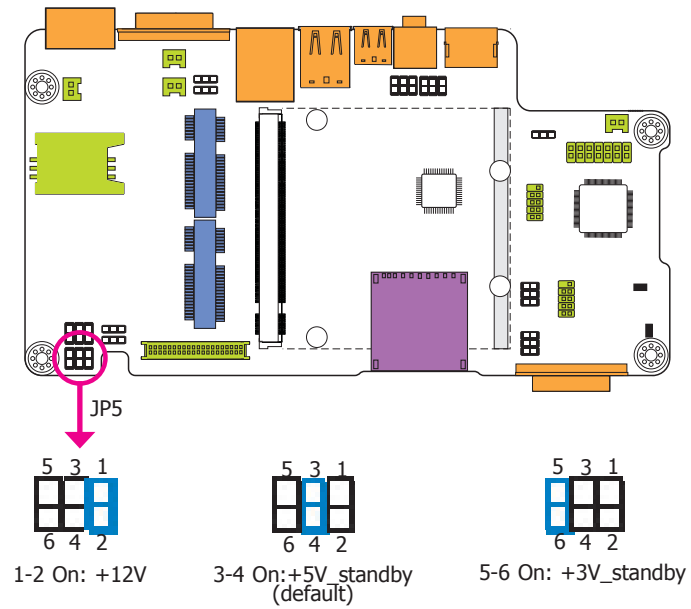 JP5
5 3 1
6 4 2
1-2 On: +12V
5 3 1
6 4 2
3-4 On:+5V_standby
(default)
5 3 1
6 4 2
5-6 On: +3V_standby